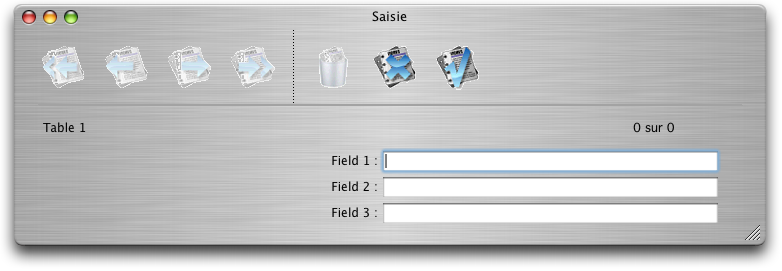 Saisie
Table 1
0 sur 0
Field 1 :
Field 2 :
Field 3 :